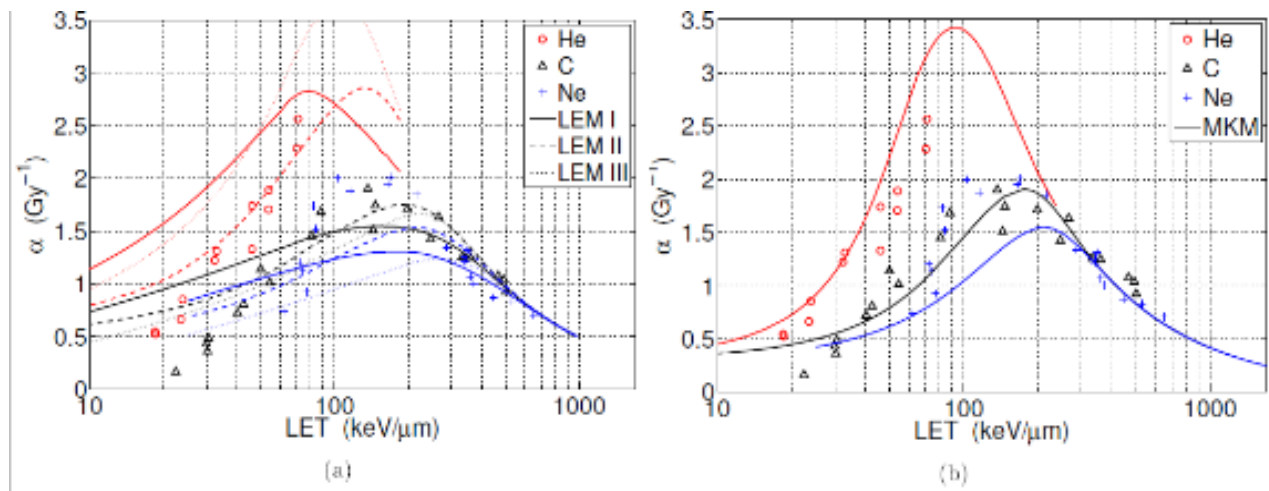 3.5
3
2.5
2
1.5
1
0.5
0
α (Gy⁻¹)
He
C
Ne
LEM I
LEM II
LEM III
10
100
1000
LET (keV/μm)
(a)
3.5
3
2.5
2
1.5
1
0.5
0
α (Gy⁻¹)
He
C
Ne
MKM
10
100
1000
LET (keV/μm)
(b)